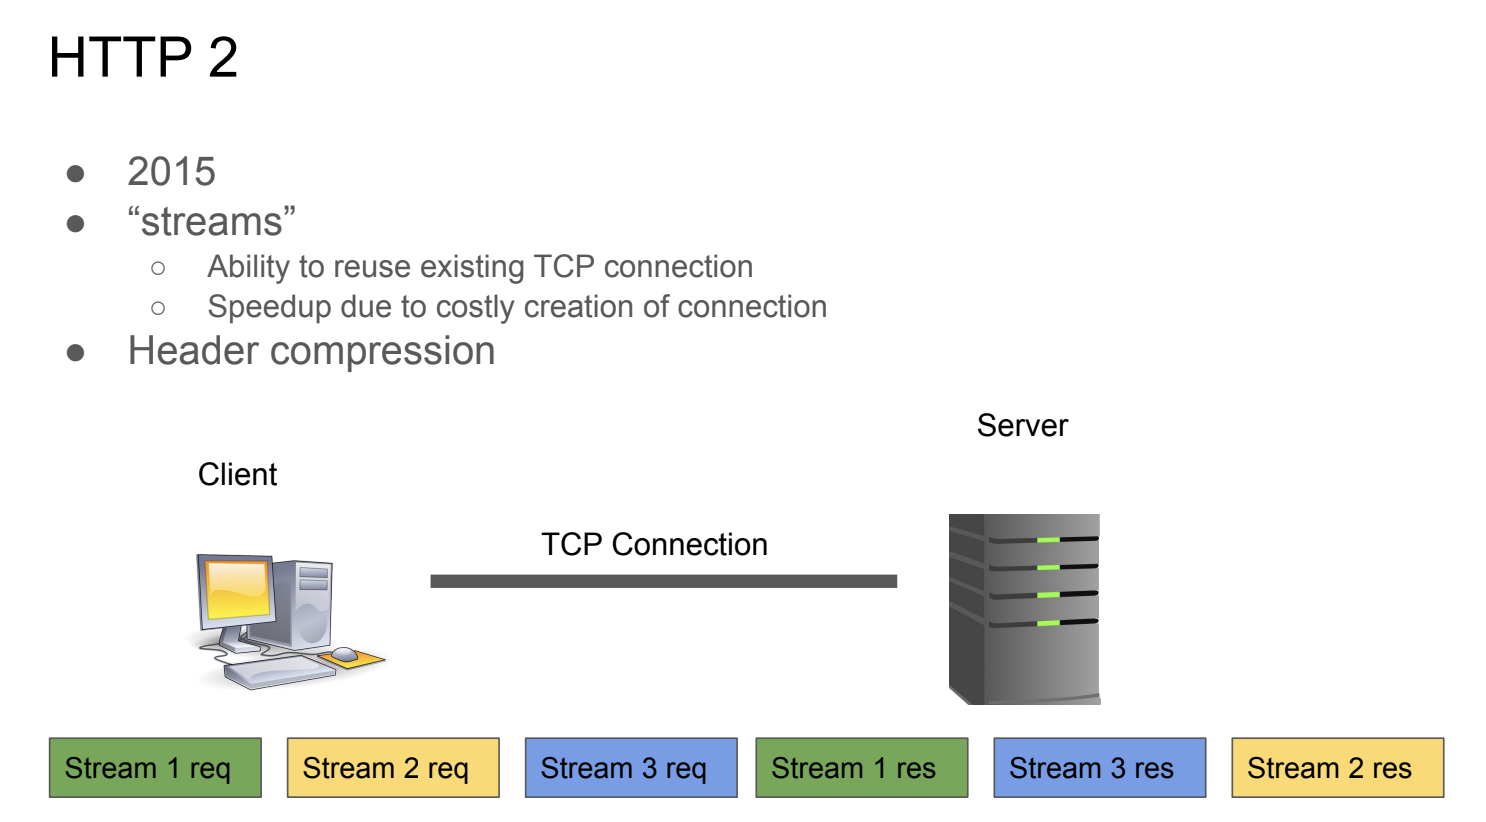 HTTP 2
● 2015
● “streams”
○ Ability to reuse existing TCP connection
○ Speedup due to costly creation of connection
● Header compression
Server
Client
TCP Connection
Stream 1 req
Stream 2 req
Stream 3 req
Stream 1 res
Stream 3 res
Stream 2 res